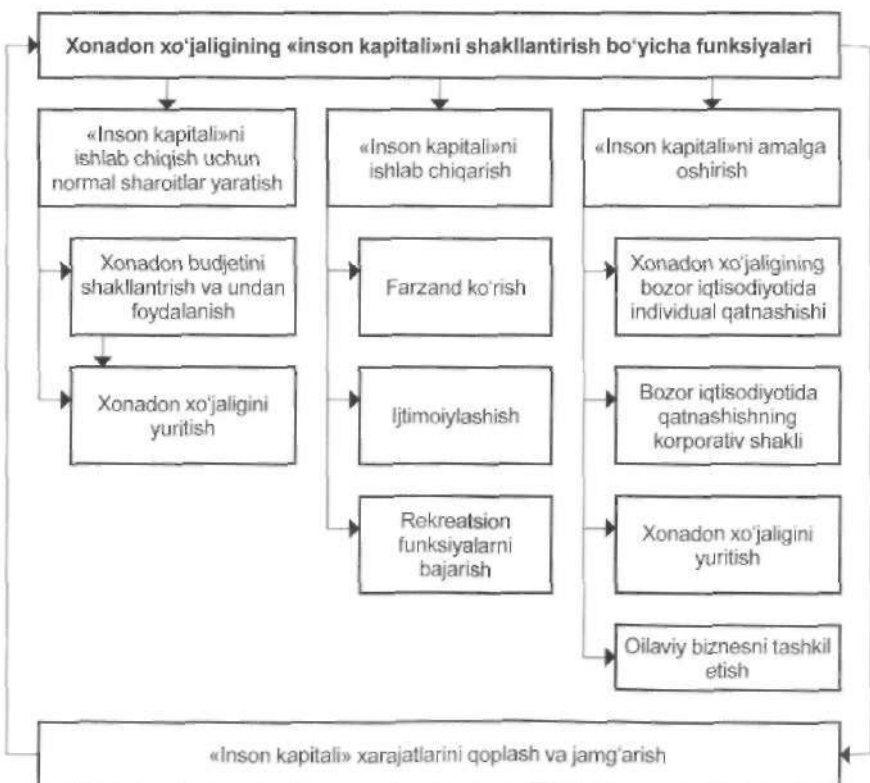 Xonadon xo'jaligining «inson kapitali»ni shakllantirish bo'yicha funksiyalari
«Inson kapitali»ni
ishlab chiqish uchun
normal sharoitlar yaratish
Xonadon budjetini
shakllantrish va undan
foydalanish
Xonadon xo'jaligini
yuritish
«Inson kapitali»ni
ishlab chiqarish
Farzand ko'rish
Ijtimoiylashish
Rekreatsion
funksiyalarni
bajarish
«Inson kapitali»ni amalga
oshirish
Xonadon xo'jaligining
bozor iqtisodiyotida
individual qatnashishi
Bozor iqtisodiyotida
qatnashishning
korporativ shakli
Xonadon xo'jaligini
yuritish
Oilaviy biznesni tashkil
etish
«Inson kapitali» xarajatlarini qoplash va jamg'arish